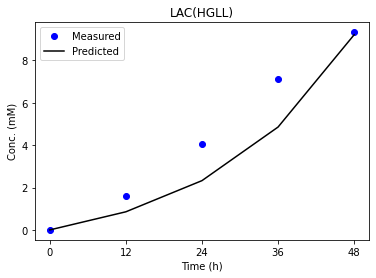 LAC(HGLL)
Measured
Predicted
Conc. (mM)
8
6
4
2
0
0 12 24 36 48
Time (h)